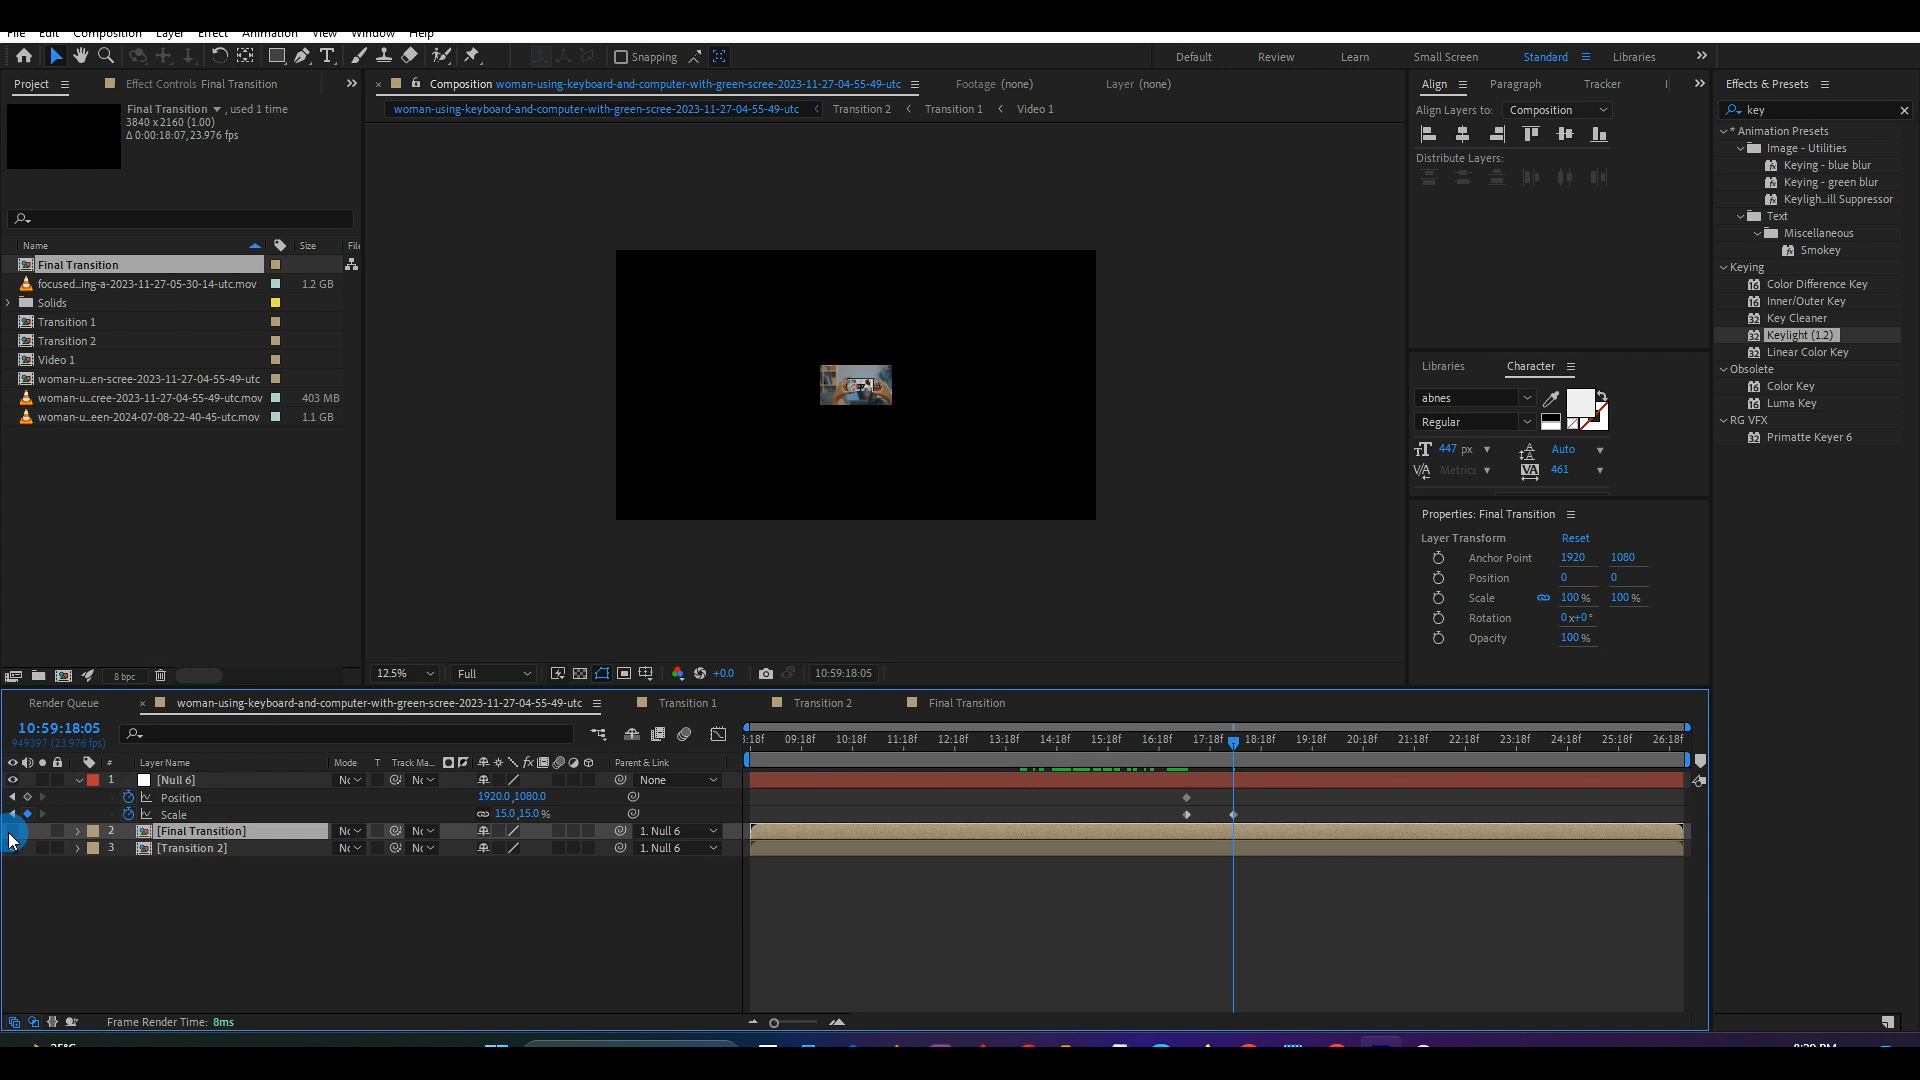 File Edit Composition Layer Effect Animation View Window Help
Snapping
Default Review Learn Small Screen Standard Libraries
Project Effect Controls Final Transition
Final Transition , used 1 time
3840 x 2160 (1.00)
Δ 0:00:18:07, 23.976 fps
Name Size File
Final Transition
focused...ing-a-2023-11-27-05-30-14-utc.mov 1.2 GB
Solids
Transition 1
Transition 2
Video 1
woman-u...en-scree-2023-11-27-04-55-49-utc
woman-u...cree-2023-11-27-04-55-49-utc.mov 403 MB
woman-u...een-2024-07-08-22-40-45-utc.mov 1.1 GB
8 bpc
Composition woman-using-keyboard-and-computer-with-green-scree-2023-11-27-04-55-49-utc Footage (none) Layer (none)
woman-using-keyboard-and-computer-with-green-scree-2023-11-27-04-55-49-utc Transition 2 Transition 1 Video 1
12.5% Full +0.0 10:59:18:05
Align Paragraph Tracker
Align Layers to: Composition
Distribute Layers:
Libraries Character
abnes
Regular
447 px Auto
Metrics 461
Properties: Final Transition
Layer Transform Reset
Anchor Point 1920 1080
Position 0 0
Scale 100 % 100 %
Rotation 0x+0°
Opacity 100 %
Effects & Presets
key
* Animation Presets
Image - Utilities
Keying - blue blur
Keying - green blur
Keyligh...ill Suppressor
Text
Miscellaneous
Smokey
Keying
Color Difference Key
Inner/Outer Key
Key Cleaner
Keylight (1.2)
Linear Color Key
Obsolete
Color Key
Luma Key
RG VFX
Primatte Keyer 6
Render Queue woman-using-keyboard-and-computer-with-green-scree-2023-11-27-04-55-49-utc Transition 1 Transition 2 Final Transition
10:59:18:05
949397 (23.976 fps)
# Layer Name Mode T Track Ma... fx Parent & Link
1 [Null 6] None
Position 1920.0,1080.0
Scale 15.0,15.0 %
2 [Final Transition] 1. Null 6
3 [Transition 2] 1. Null 6
:18f 09:18f 10:18f 11:18f 12:18f 13:18f 14:18f 15:18f 16:18f 17:18f 18:18f 19:18f 20:18f 21:18f 22:18f 23:18f 24:18f 25:18f 26:18f
Frame Render Time: 8ms